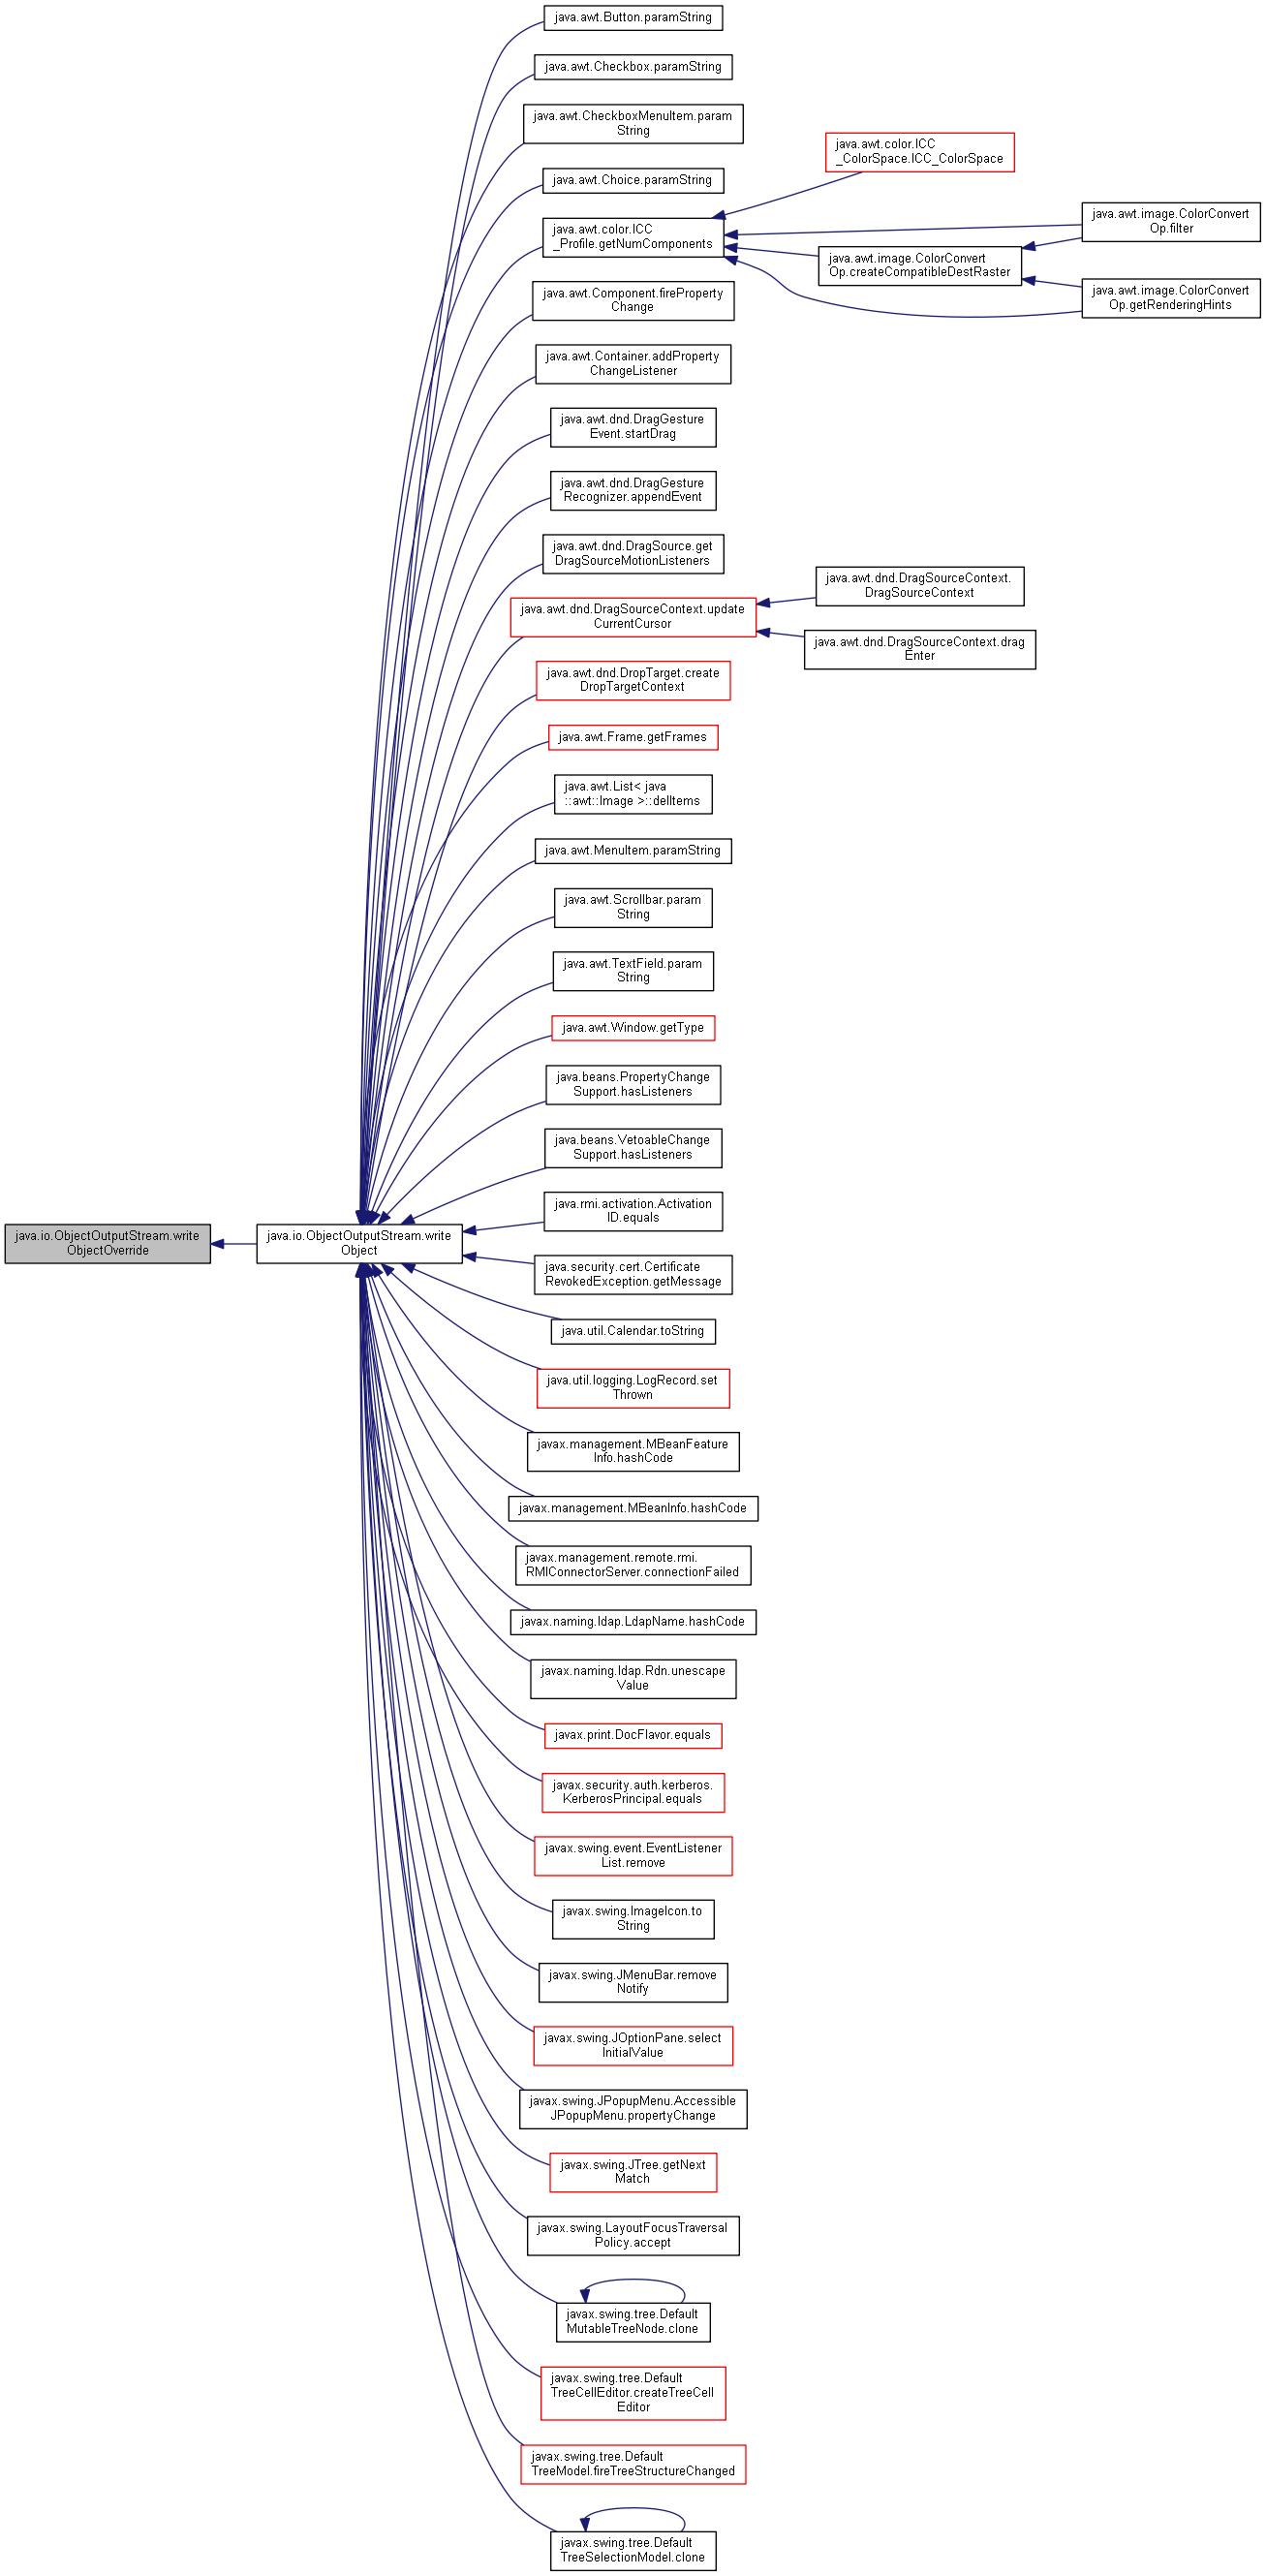 java.awt.Button.paramString
java.awt.Checkbox.paramString
java.awt.CheckboxMenuItem.param
String
java.awt.Choice.paramString
java.awt.color.ICC
_Profile.getNumComponents
java.awt.color.ICC
_ColorSpace.ICC_ColorSpace
java.awt.image.ColorConvert
Op.filter
java.awt.image.ColorConvert
Op.createCompatibleDestRaster
java.awt.image.ColorConvert
Op.getRenderingHints
java.awt.Component.fireProperty
Change
java.awt.Container.addProperty
ChangeListener
java.awt.dnd.DragGesture
Event.startDrag
java.awt.dnd.DragGesture
Recognizer.appendEvent
java.awt.dnd.DragSource.get
DragSourceMotionListeners
java.awt.dnd.DragSourceContext.update
CurrentCursor
java.awt.dnd.DragSourceContext.
DragSourceContext
java.awt.dnd.DragSourceContext.drag
Enter
java.awt.dnd.DropTarget.create
DropTargetContext
java.awt.Frame.getFrames
java.awt.List< java
::awt::Image >::delItems
java.awt.MenuItem.paramString
java.awt.Scrollbar.param
String
java.awt.TextField.param
String
java.awt.Window.getType
java.beans.PropertyChange
Support.hasListeners
java.beans.VetoableChange
Support.hasListeners
java.rmi.activation.Activation
ID.equals
java.io.ObjectOutputStream.write
ObjectOverride
java.io.ObjectOutputStream.write
Object
java.security.cert.Certificate
RevokedException.getMessage
java.util.Calendar.toString
java.util.logging.LogRecord.set
Thrown
javax.management.MBeanFeature
Info.hashCode
javax.management.MBeanInfo.hashCode
javax.management.remote.rmi.
RMIConnectorServer.connectionFailed
javax.naming.ldap.LdapName.hashCode
javax.naming.ldap.Rdn.unescape
Value
javax.print.DocFlavor.equals
javax.security.auth.kerberos.
KerberosPrincipal.equals
javax.swing.event.EventListener
List.remove
javax.swing.ImageIcon.to
String
javax.swing.JMenuBar.remove
Notify
javax.swing.JOptionPane.select
InitialValue
javax.swing.JPopupMenu.Accessible
JPopupMenu.propertyChange
javax.swing.JTree.getNext
Match
javax.swing.LayoutFocusTraversal
Policy.accept
javax.swing.tree.Default
MutableTreeNode.clone
javax.swing.tree.Default
TreeCellEditor.createTreeCell
Editor
javax.swing.tree.Default
TreeModel.fireTreeStructureChanged
javax.swing.tree.Default
TreeSelectionModel.clone